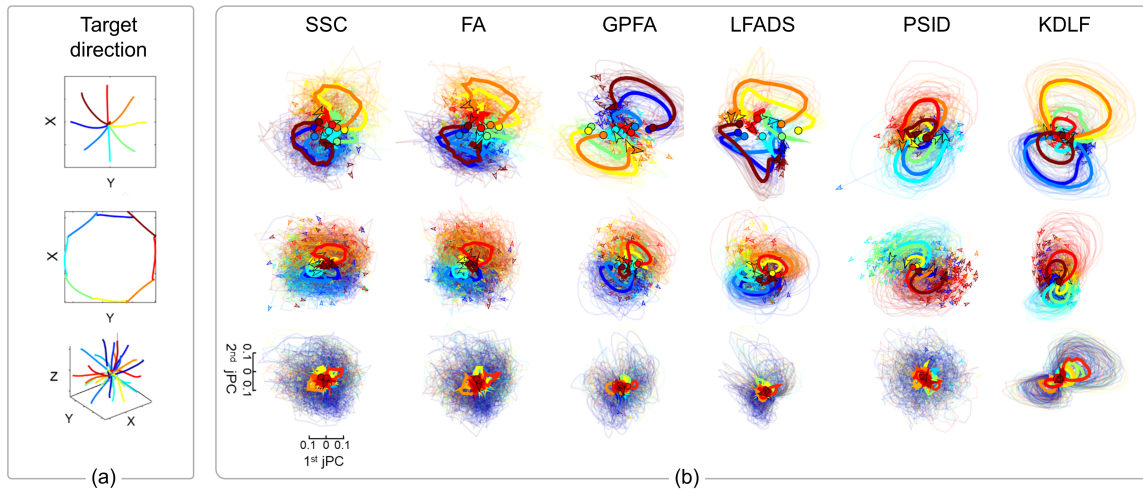 Target
direction
X
Y
X
Y
Z
Y
X
(a)
SSC FA GPFA LFADS PSID KDLF
2nd jPC
0.1 0 0.1
0.1 0 0.1
1st jPC
(b)